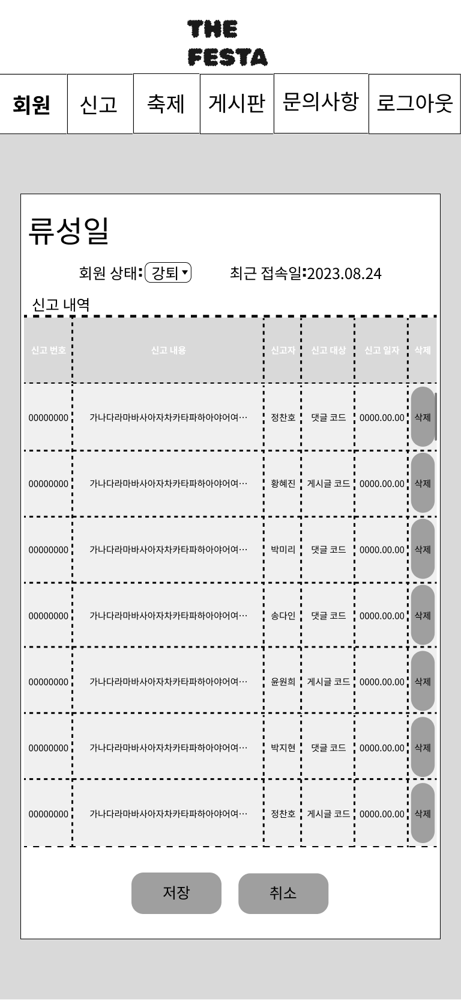 THE
FESTA
회원 신고 축제 게시판 문의사항 로그아웃
류성일
회원 상태: 강퇴 ▾ 최근 접속일:2023.08.24
신고 내역
신고 번호 신고 내용 신고자 신고 대상 신고 일자 삭제
00000000 가나다라마바사아자차카타파하아야어여… 정찬호 댓글 코드 0000.00.00 삭제
00000000 가나다라마바사아자차카타파하아야어여… 황혜진 게시글 코드 0000.00.00 삭제
00000000 가나다라마바사아자차카타파하아야어여… 박미리 댓글 코드 0000.00.00 삭제
00000000 가나다라마바사아자차카타파하아야어여… 송다인 댓글 코드 0000.00.00 삭제
00000000 가나다라마바사아자차카타파하아야어여… 윤원희 게시글 코드 0000.00.00 삭제
00000000 가나다라마바사아자차카타파하아야어여… 박지현 댓글 코드 0000.00.00 삭제
00000000 가나다라마바사아자차카타파하아야어여… 정찬호 게시글 코드 0000.00.00 삭제
저장 취소